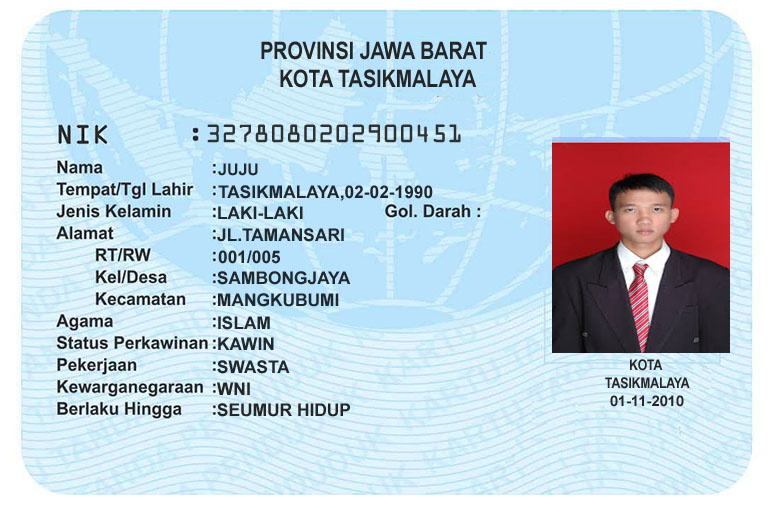 PROVINSI JAWA BARAT
KOTA TASIKMALAYA
NIK :3278080202900451
Nama :JUJU
Tempat/Tgl Lahir :TASIKMALAYA,02-02-1990
Jenis Kelamin :LAKI-LAKI Gol. Darah :
Alamat :JL.TAMANSARI
RT/RW :001/005
Kel/Desa :SAMBONGJAYA
Kecamatan :MANGKUBUMI
Agama :ISLAM
Status Perkawinan :KAWIN
Pekerjaan :SWASTA
Kewarganegaraan :WNI
Berlaku Hingga :SEUMUR HIDUP
KOTA
TASIKMALAYA
01-11-2010